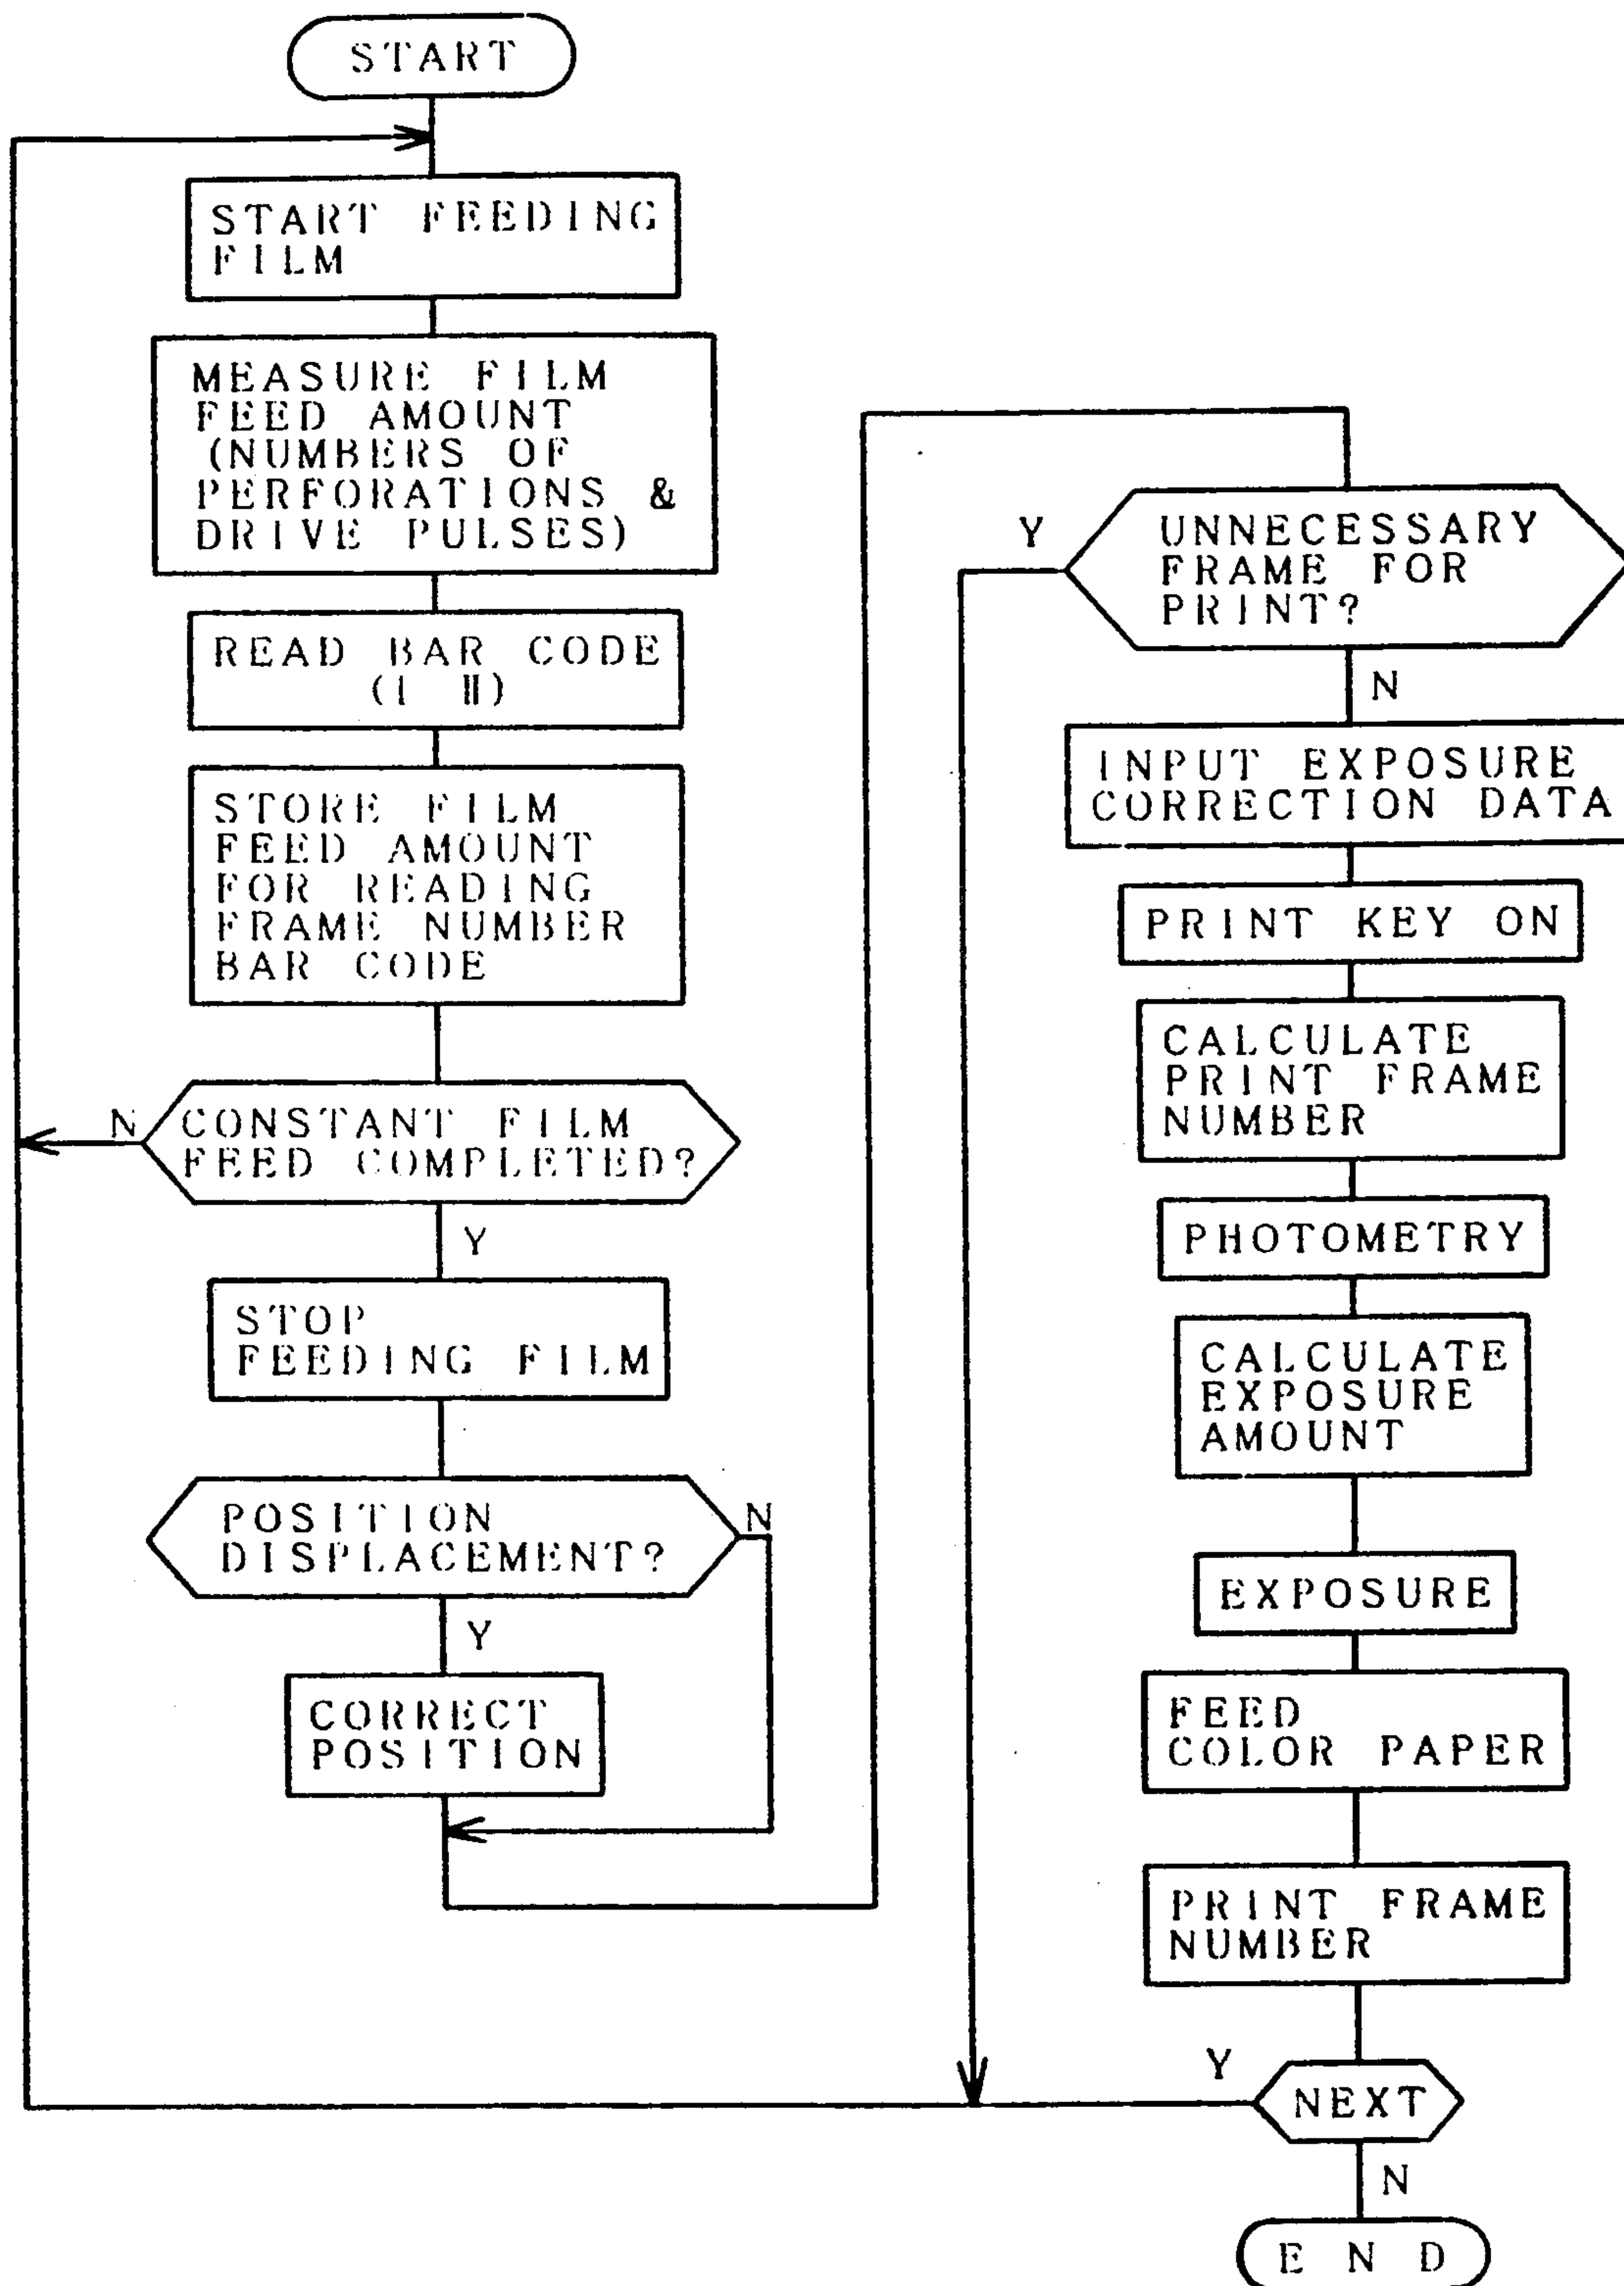 START
START FEEDING
FILM
MEASURE FILM
FEED AMOUNT
(NUMBERS OF
PERFORATIONS &
DRIVE PULSES)
READ BAR CODE
(I II)
STORE FILM
FEED AMOUNT
FOR READING
FRAME NUMBER
BAR CODE
N
CONSTANT FILM
FEED COMPLETED?
Y
STOP
FEEDING FILM
POSITION
DISPLACEMENT?
N
Y
CORRECT
POSITION
Y
UNNECESSARY
FRAME FOR
PRINT?
N
INPUT EXPOSURE
CORRECTION DATA
PRINT KEY ON
CALCULATE
PRINT FRAME
NUMBER
PHOTOMETRY
CALCULATE
EXPOSURE
AMOUNT
EXPOSURE
FEED
COLOR PAPER
PRINT FRAME
NUMBER
Y
NEXT
N
END